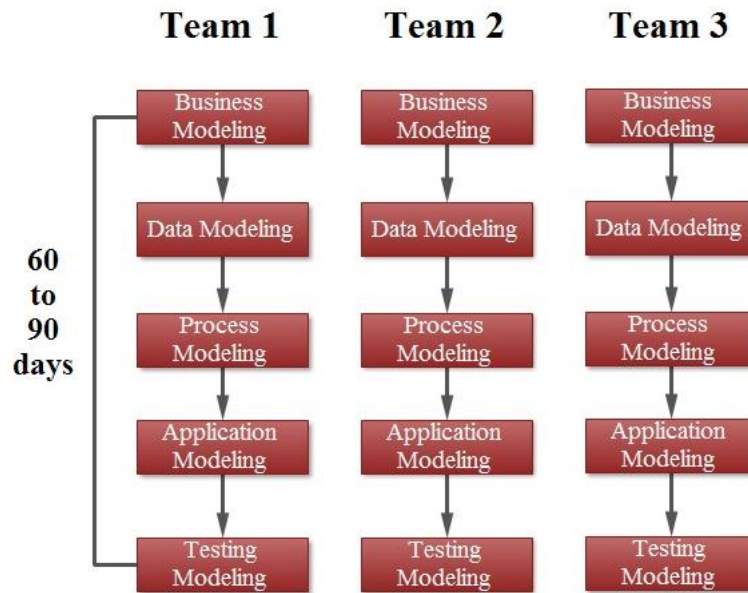 Team 1 Team 2 Team 3
Business Modeling
Business Modeling
Business Modeling
Data Modeling
Data Modeling
Data Modeling
60
to
90
days
Process Modeling
Process Modeling
Process Modeling
Application Modeling
Application Modeling
Application Modeling
Testing Modeling
Testing Modeling
Testing Modeling